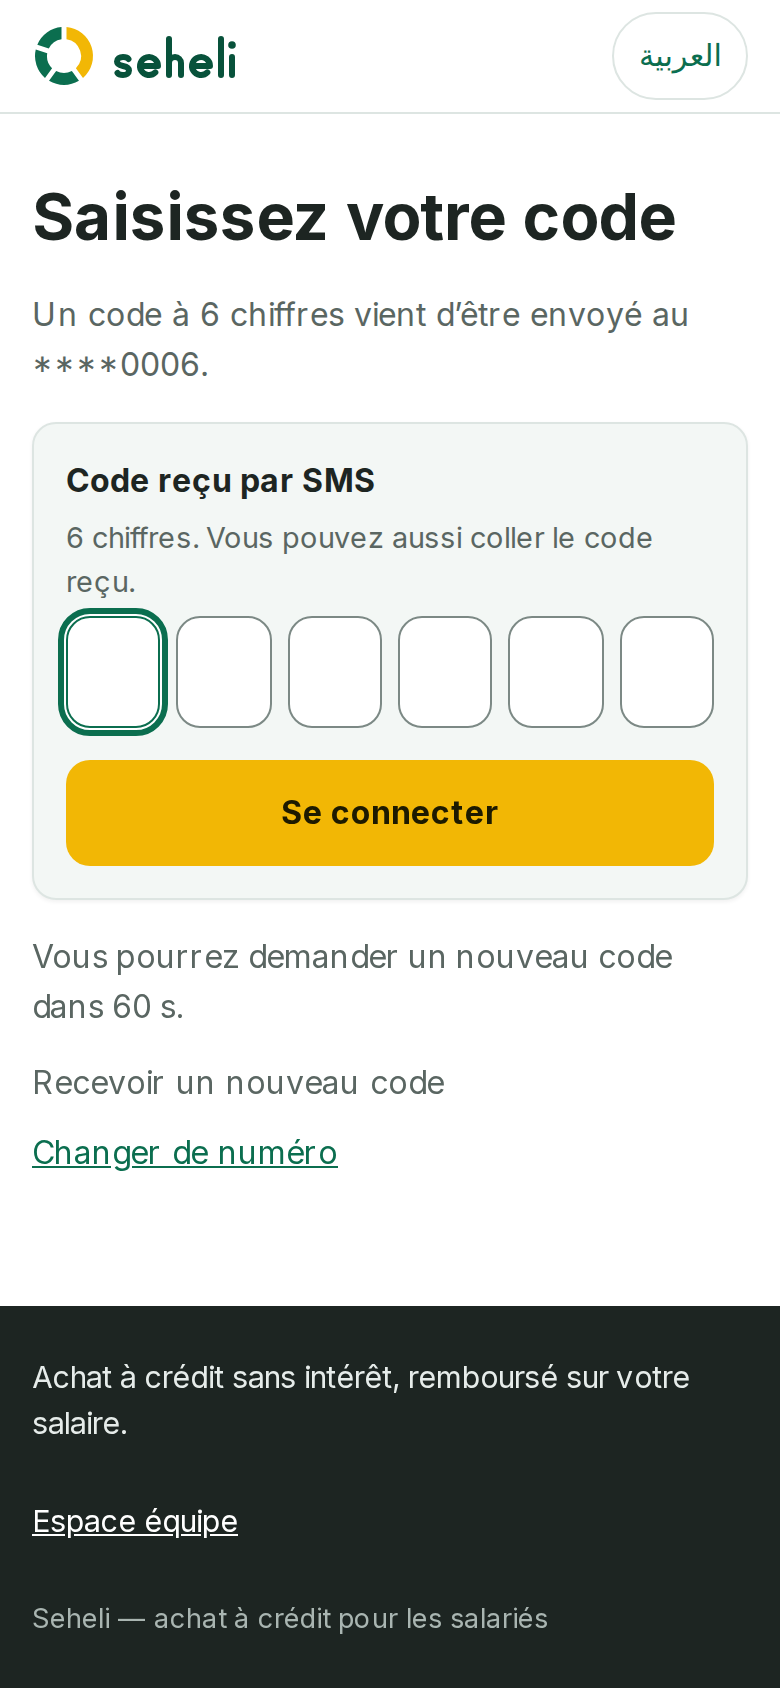 seheli
العربية
Saisissez votre code
Un code à 6 chiffres vient d’être envoyé au
****0006.
Code reçu par SMS
6 chiffres. Vous pouvez aussi coller le code
reçu.
Se connecter
Vous pourrez demander un nouveau code
dans 60 s.
Recevoir un nouveau code
Changer de numéro
Achat à crédit sans intérêt, remboursé sur votre
salaire.
Espace équipe
Seheli — achat à crédit pour les salariés